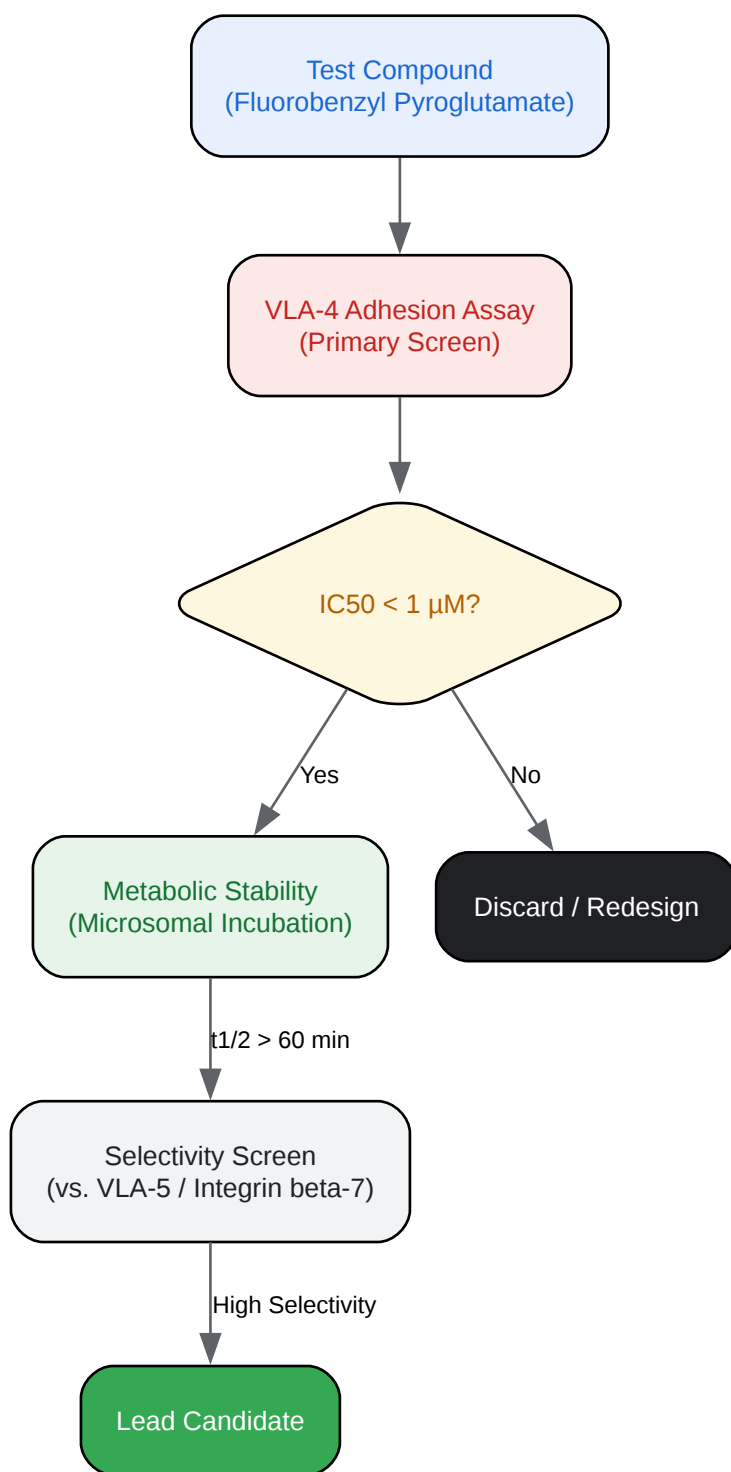 Test Compound
(Fluorobenzyl Pyroglutamate)
VLA-4 Adhesion Assay
(Primary Screen)
IC50 < 1 µM?
Yes
No
Metabolic Stability
(Microsomal Incubation)
Discard / Redesign
t1/2 > 60 min
Selectivity Screen
(vs. VLA-5 / Integrin beta-7)
High Selectivity
Lead Candidate